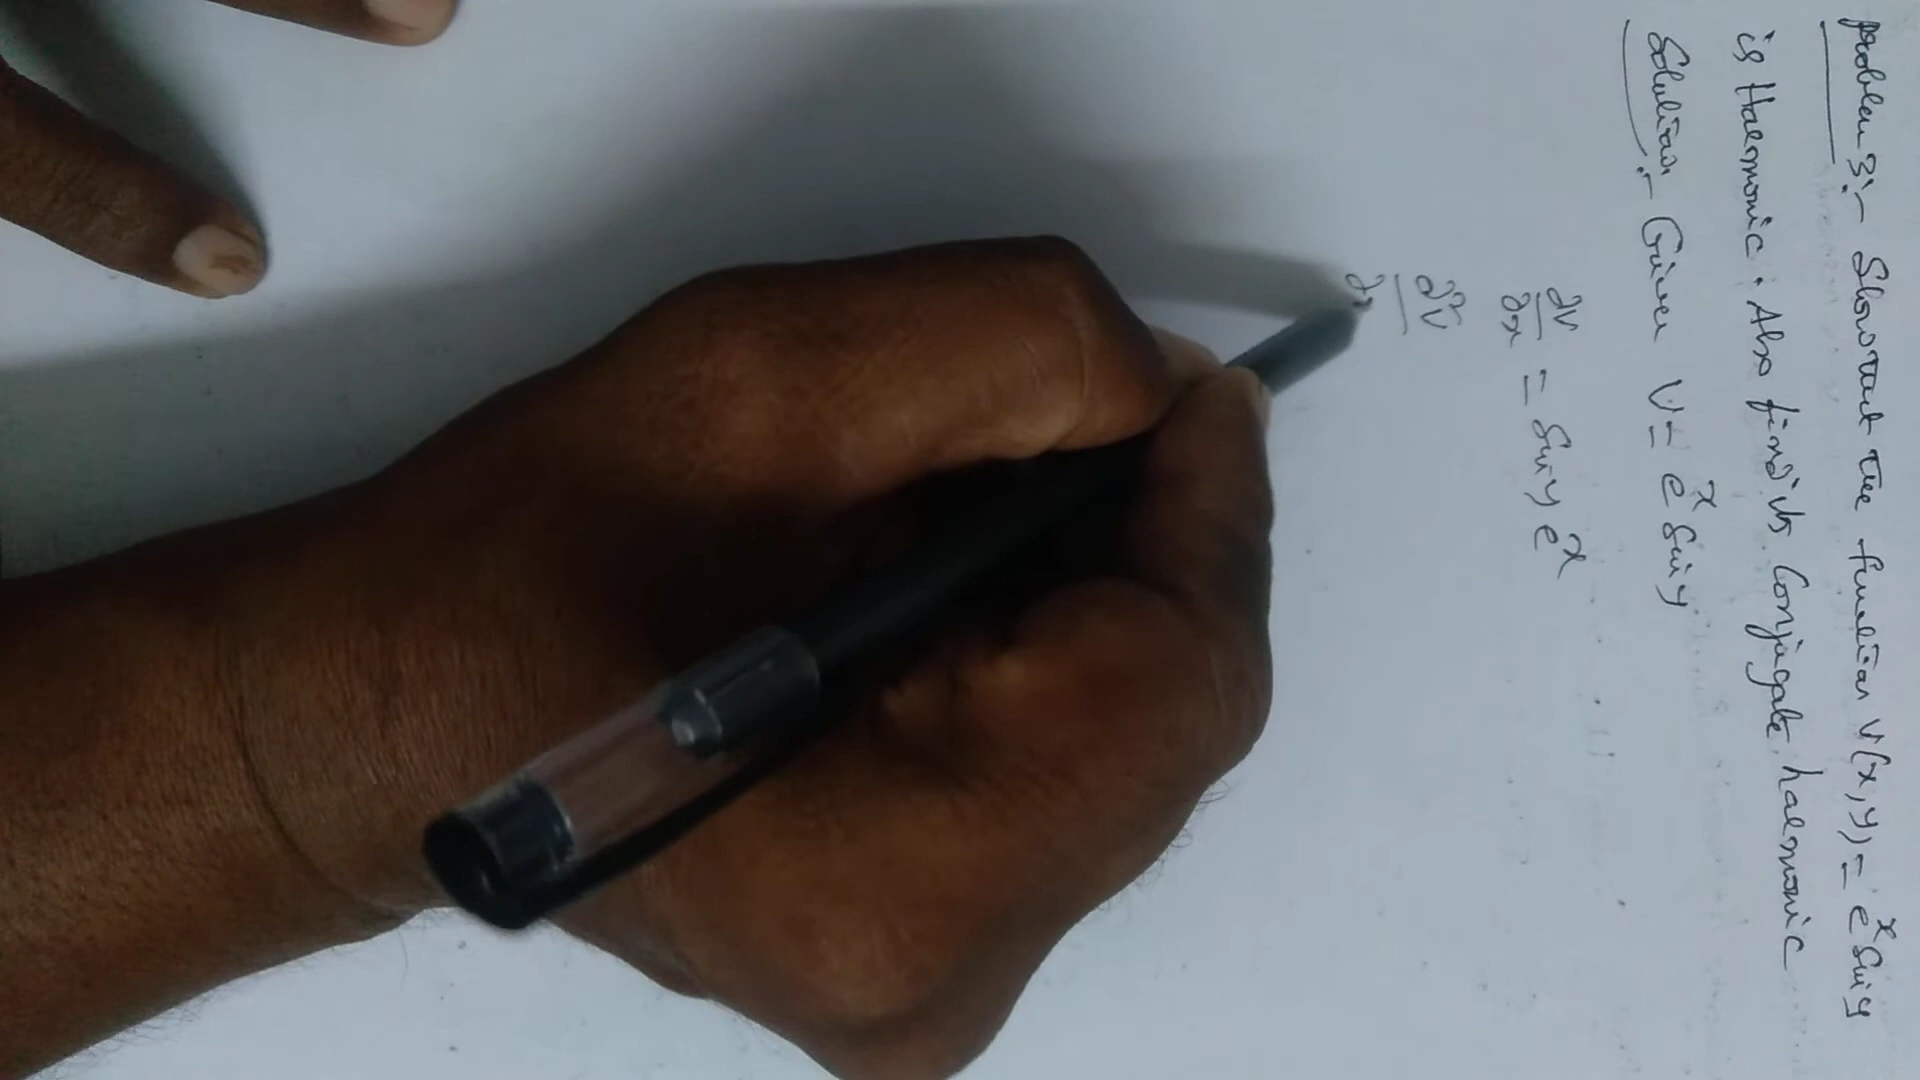 Problem 3:- Show that the function V(x,y) = e^x Sin y
is Harmonic. Also find its Conjugate harmonic
Solution:- Given V = e^x Sin y
∂V/∂x = Sin y e^x
∂²V/∂x